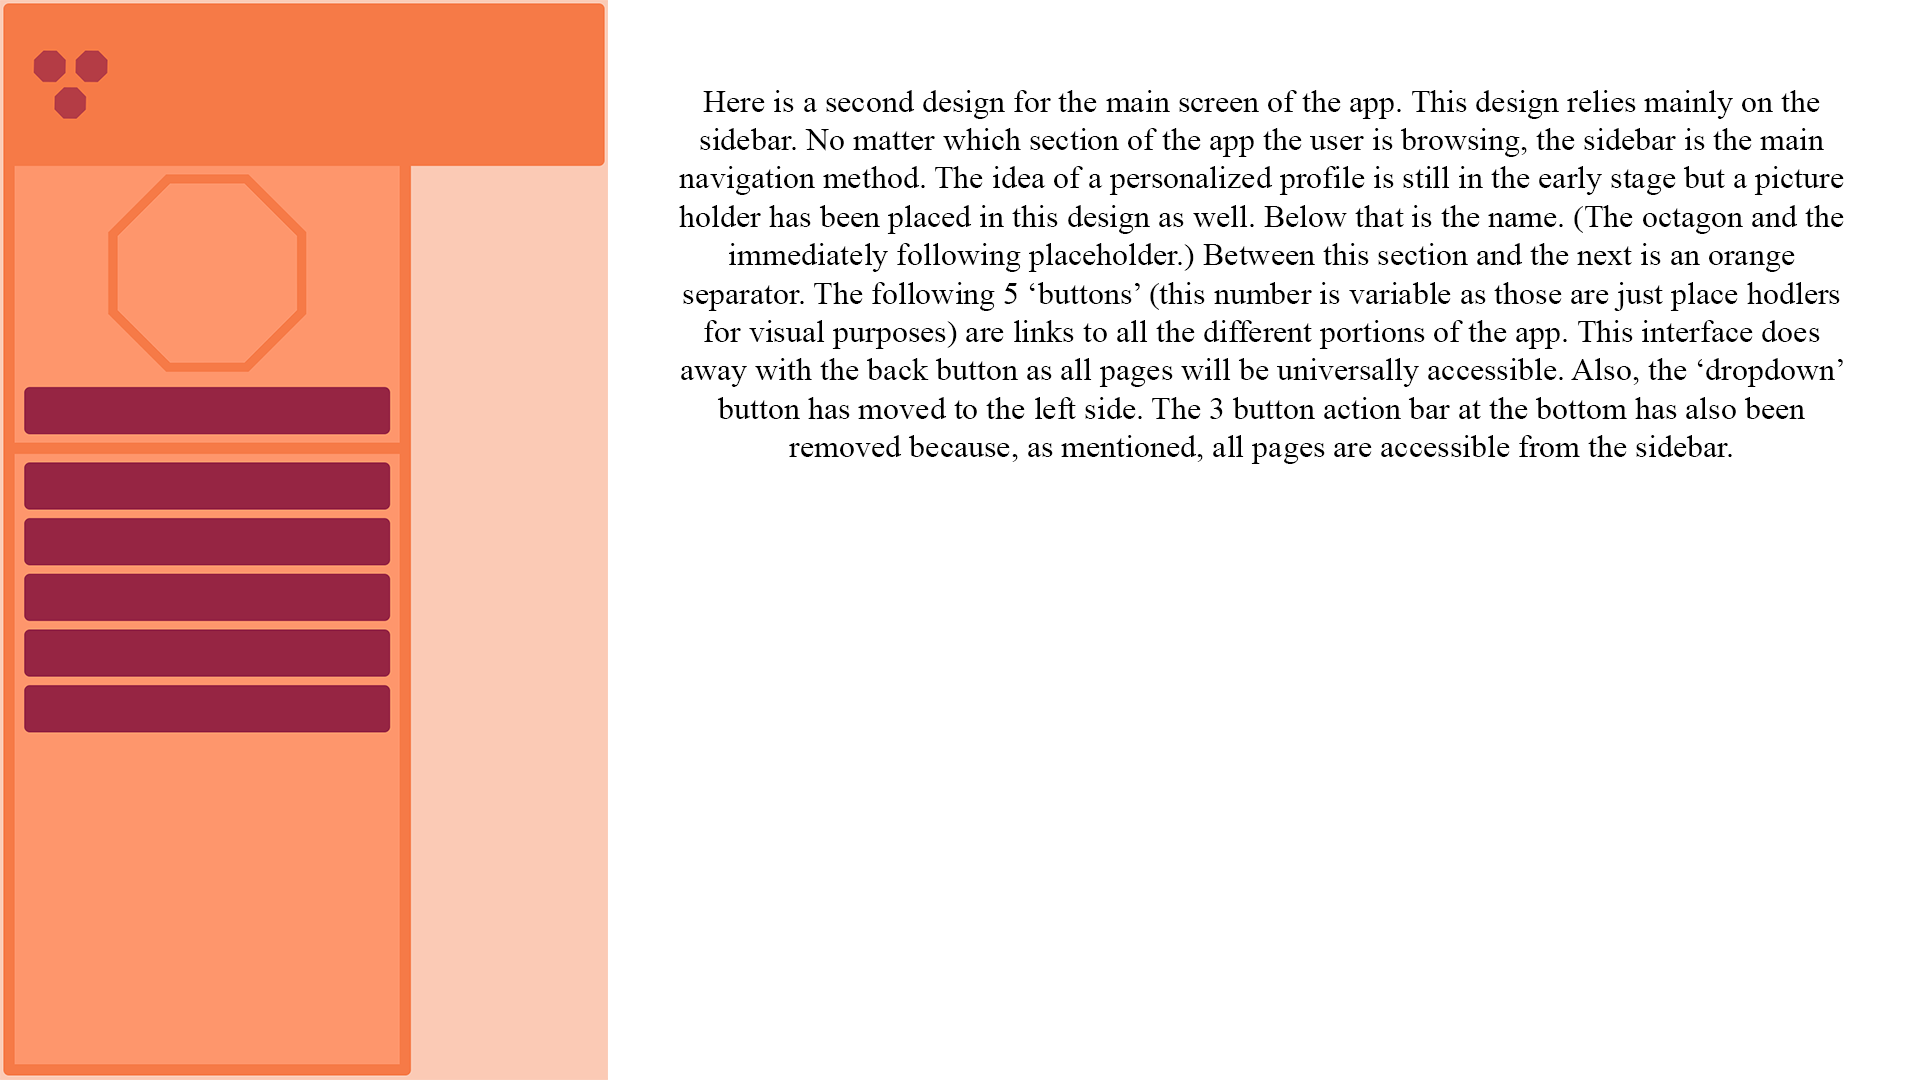 Here is a second design for the main screen of the app. This design relies mainly on the
sidebar. No matter which section of the app the user is browsing, the sidebar is the main
navigation method. The idea of a personalized profile is still in the early stage but a picture
holder has been placed in this design as well. Below that is the name. (The octagon and the
immediately following placeholder.) Between this section and the next is an orange
separator. The following 5 ‘buttons’ (this number is variable as those are just place hodlers
for visual purposes) are links to all the different portions of the app. This interface does
away with the back button as all pages will be universally accessible. Also, the ‘dropdown’
button has moved to the left side. The 3 button action bar at the bottom has also been
removed because, as mentioned, all pages are accessible from the sidebar.